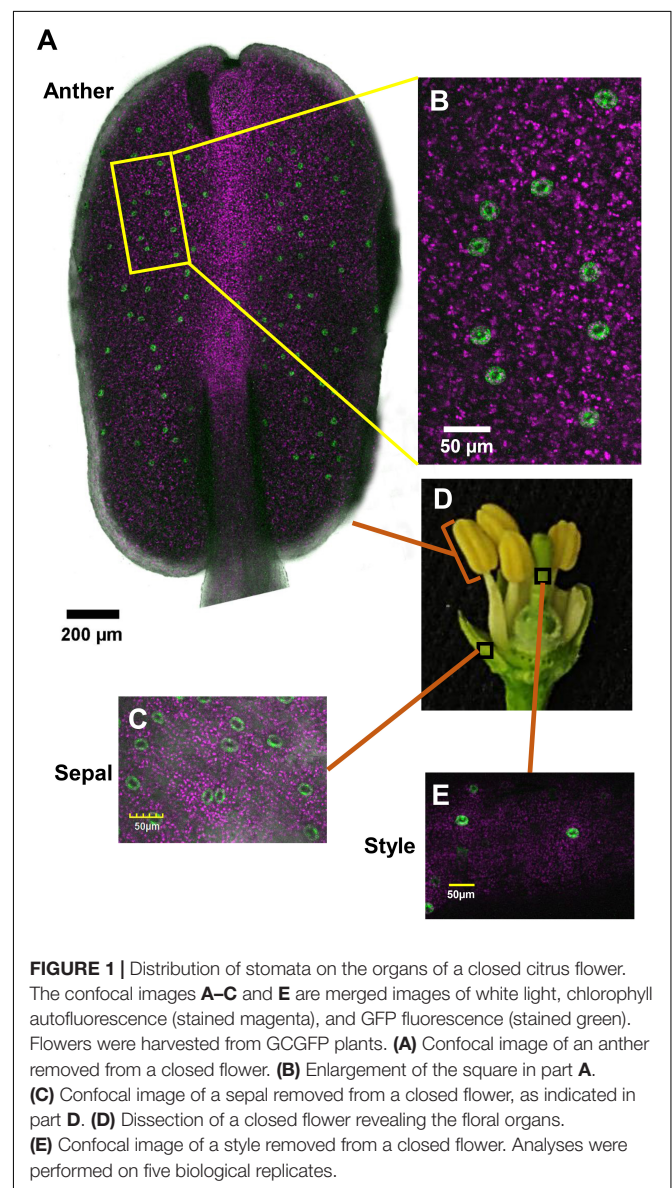 A
Anther
B
50 µm
D
200 µm
C
Sepal
50µm
E
Style
50µm
FIGURE 1 | Distribution of stomata on the organs of a closed citrus flower.
The confocal images A–C and E are merged images of white light, chlorophyll
autofluorescence (stained magenta), and GFP fluorescence (stained green).
Flowers were harvested from GCGFP plants. (A) Confocal image of an anther
removed from a closed flower. (B) Enlargement of the square in part A.
(C) Confocal image of a sepal removed from a closed flower, as indicated in
part D. (D) Dissection of a closed flower revealing the floral organs.
(E) Confocal image of a style removed from a closed flower. Analyses were
performed on five biological replicates.